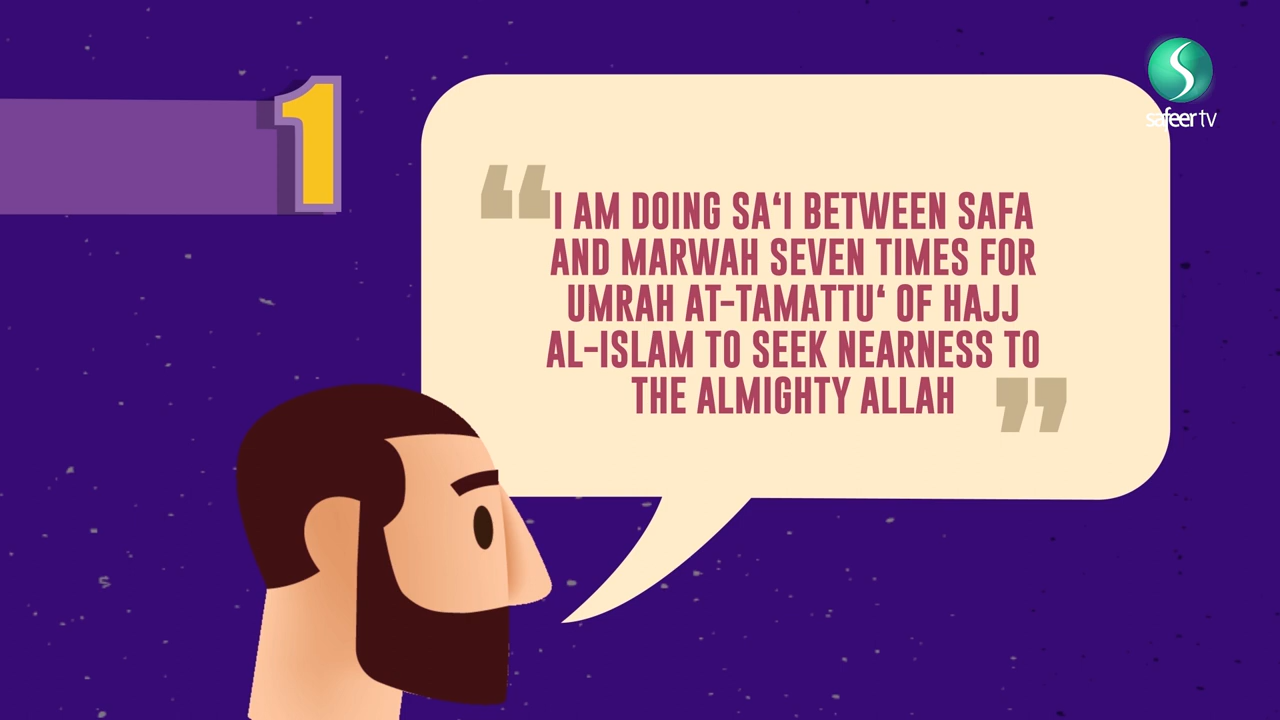 1
safeer tv
“I AM DOING SA‘I BETWEEN SAFA
AND MARWAH SEVEN TIMES FOR
UMRAH AT-TAMATTU‘ OF HAJJ
AL-ISLAM TO SEEK NEARNESS TO
THE ALMIGHTY ALLAH”